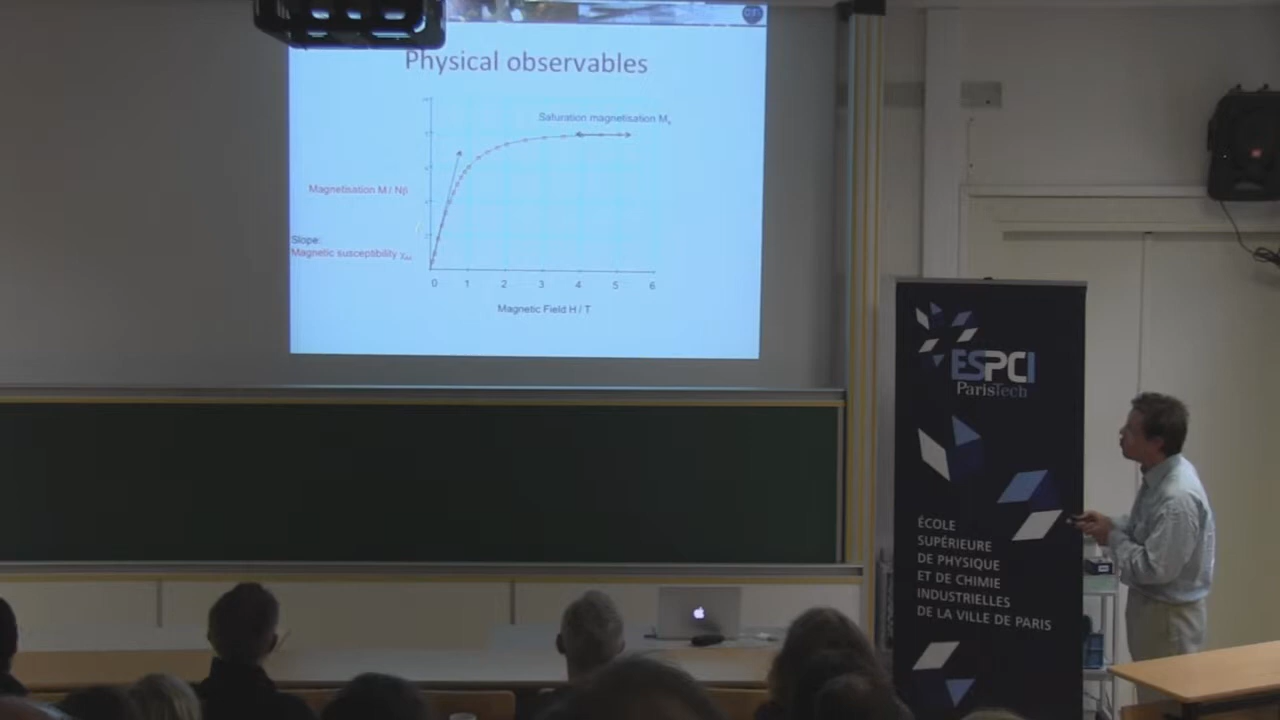 Physical observables
Saturation magnetisation Ms
Magnetisation M / Nβ
Slope:
Magnetic susceptibility χM
0 1 2 3 4 5 6
Magnetic Field H / T
ESPCI
ParisTech
ÉCOLE
SUPÉRIEURE
DE PHYSIQUE
ET DE CHIMIE
INDUSTRIELLES
DE LA VILLE DE PARIS